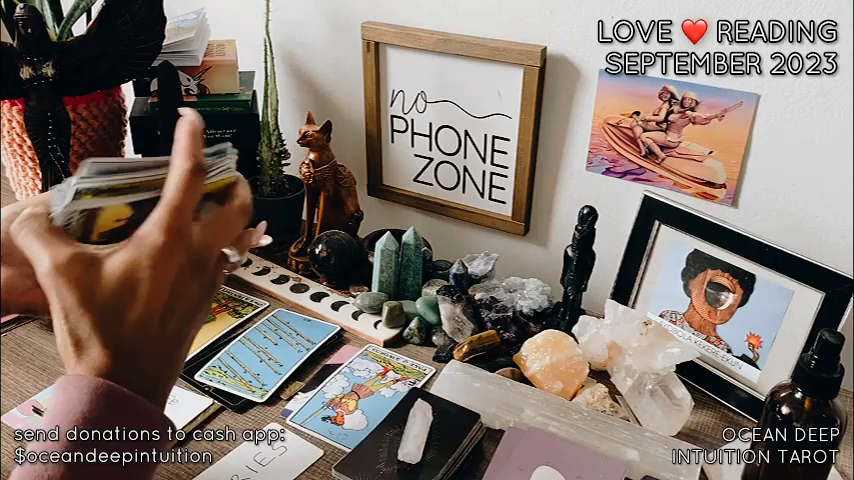 LOVE ❤️ READING
SEPTEMBER 2023
no
PHONE
ZONE
send donations to cash app:
$oceandeepintuition
OCEAN DEEP
INTUITION TAROT